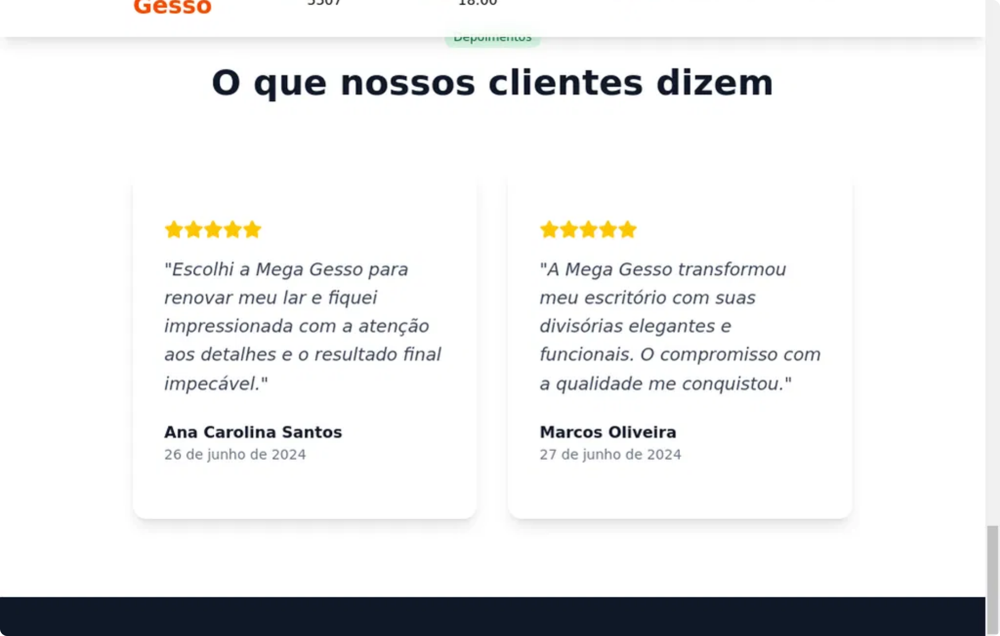 Gesso
5507
18:00
Depoimentos
O que nossos clientes dizem
"Escolhi a Mega Gesso para
renovar meu lar e fiquei
impressionada com a atenção
aos detalhes e o resultado final
impecável."
Ana Carolina Santos
26 de junho de 2024
"A Mega Gesso transformou
meu escritório com suas
divisórias elegantes e
funcionais. O compromisso com
a qualidade me conquistou."
Marcos Oliveira
27 de junho de 2024